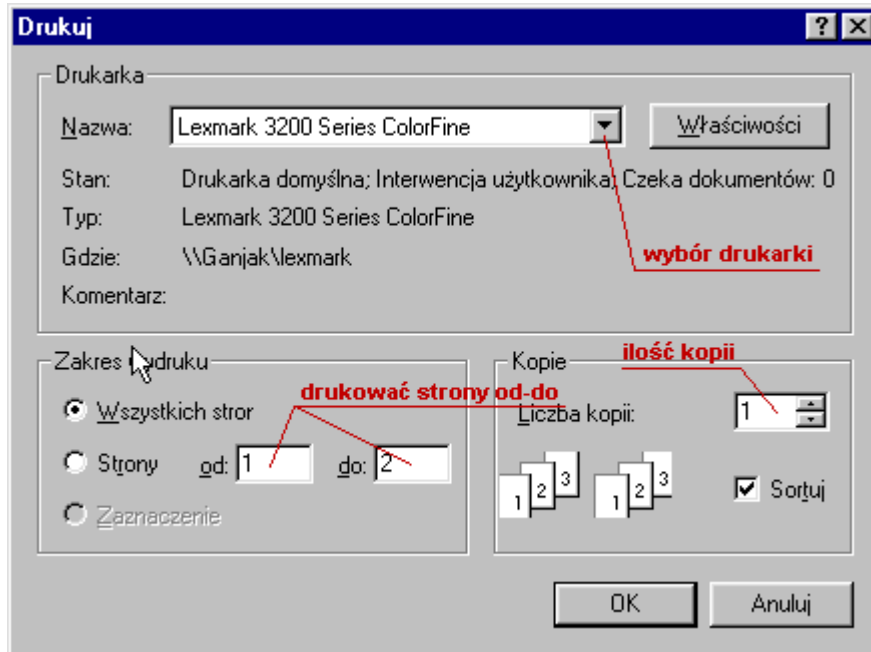 Drukuj
Drukarka
Nazwa: Lexmark 3200 Series ColorFine Właściwości
Stan: Drukarka domyślna; Interwencja użytkownika; Czeka dokumentów: 0
Typ: Lexmark 3200 Series ColorFine
Gdzie: \\Ganjak\lexmark
wybór drukarki
Komentarz:
Zakres druku
Kopie
ilość kopii
drukować strony od-do
Wszystkich stror
Liczba kopii: 1
Strony od: 1 do: 2
1 2 3 1 2 3
Sortuj
Zaznaczenie
OK Anuluj